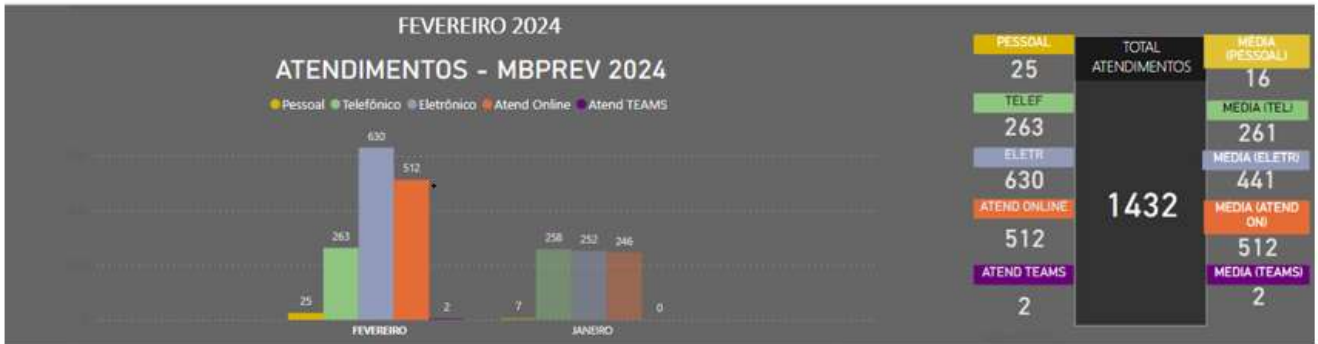 FEVEREIRO 2024
ATENDIMENTOS - MBPREV 2024
Pessoal Telefônico Eletrônico Atend Online Atend TEAMS
630
512
263
25
2
258
252
246
7
0
FEVEREIRO
JANEIRO
PESSOAL
25
TELEF
263
ELETR
630
ATEND ONLINE
512
ATEND TEAMS
2
TOTAL
ATENDIMENTOS
1432
MÉDIA
(PESSOAL)
16
MEDIA (TEL)
261
MEDIA (ELETR)
441
MEDIA (ATEND
ON)
512
MEDIA (TEAMS)
2